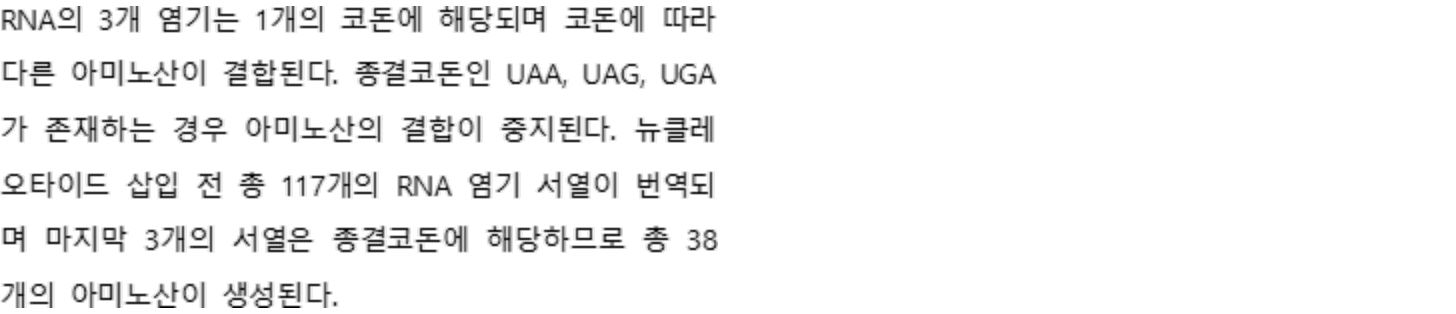 RNA의 3개 염기는 1개의 코돈에 해당되며 코돈에 따라
다른 아미노산이 결합된다. 종결코돈인 UAA, UAG, UGA
가 존재하는 경우 아미노산의 결합이 중지된다. 뉴클레
오타이드 삽입 전 총 117개의 RNA 염기 서열이 번역되
며 마지막 3개의 서열은 종결코돈에 해당하므로 총 38
개의 아미노산이 생성된다.